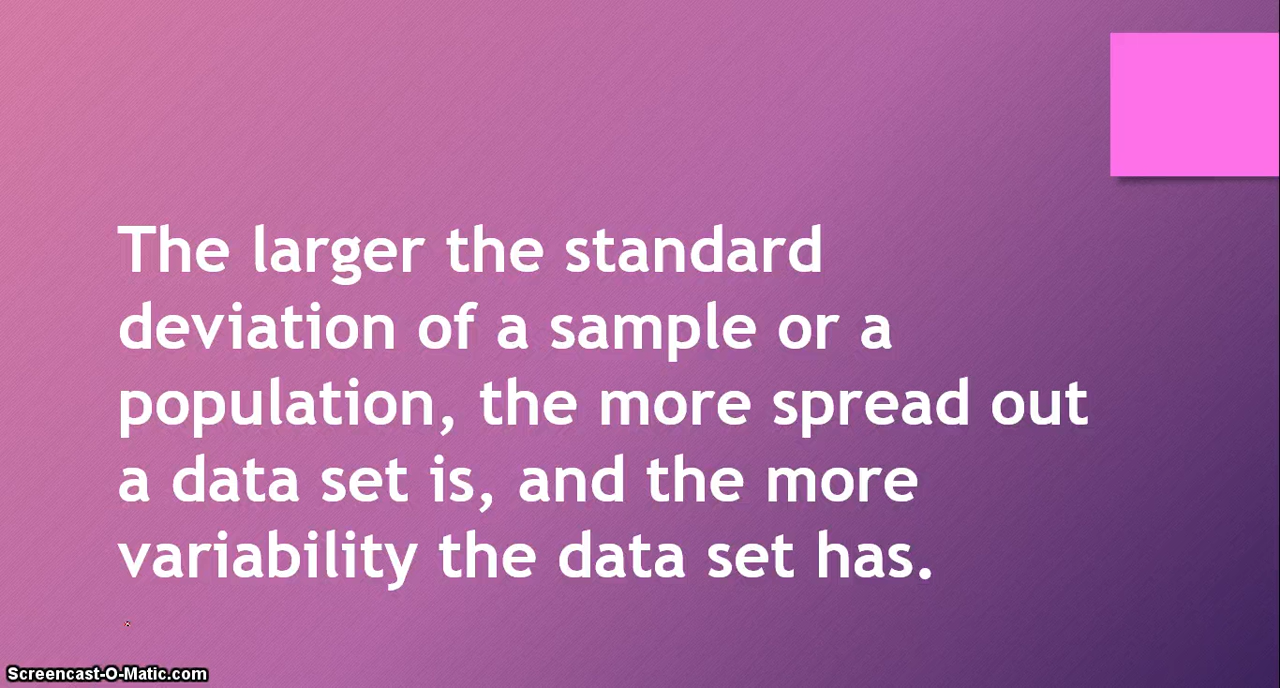 The larger the standard
deviation of a sample or a
population, the more spread out
a data set is, and the more
variability the data set has.
Screencast-O-Matic.com